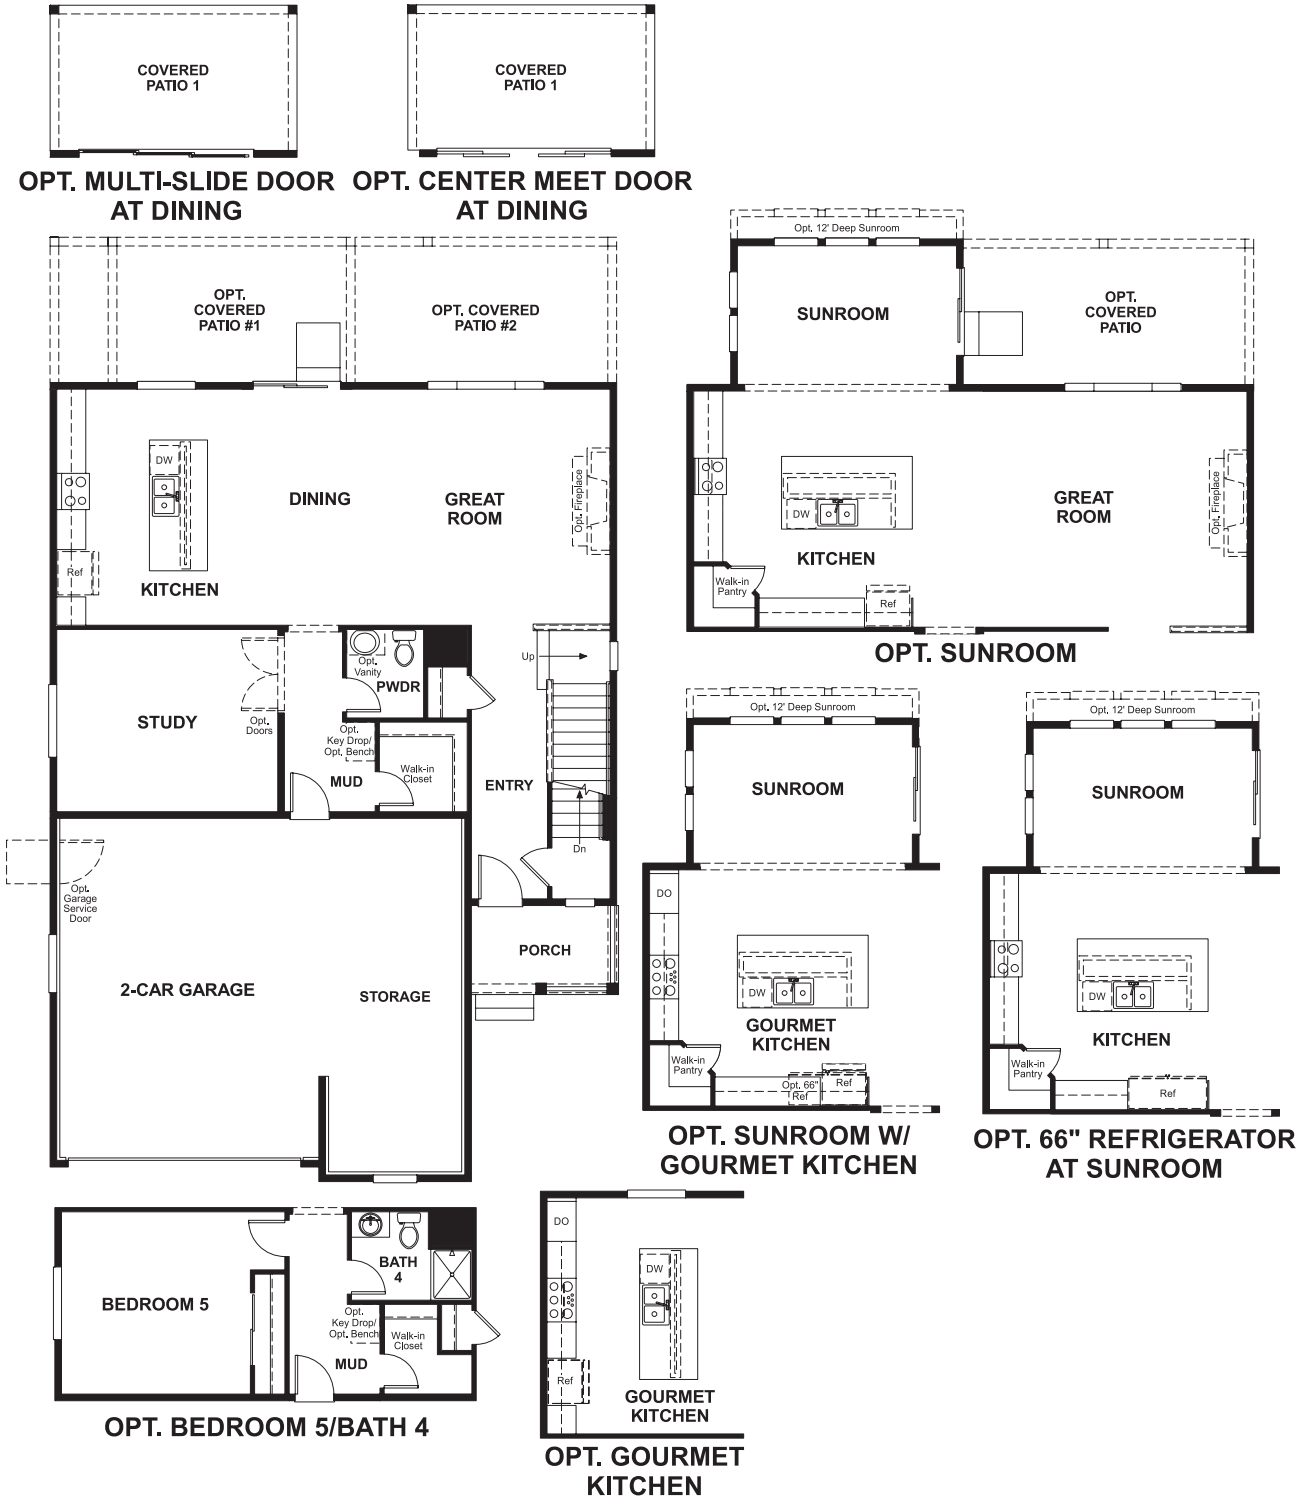 COVERED
PATIO 1
OPT. MULTI-SLIDE DOOR
AT DINING
COVERED
PATIO 1
OPT. CENTER MEET DOOR
AT DINING
OPT.
COVERED
PATIO #1
OPT. COVERED
PATIO #2
DW
DINING
GREAT
ROOM
Opt. Fireplace
Ref
KITCHEN
Opt.
Vanity
PWDR
Up
STUDY
Opt.
Doors
Opt.
Key Drop/
Opt. Bench
MUD
Walk-in
Closet
ENTRY
Dn
Opt.
Garage
Service
Door
PORCH
2-CAR GARAGE
STORAGE
Opt. 12' Deep Sunroom
SUNROOM
OPT.
COVERED
PATIO
DW
KITCHEN
GREAT
ROOM
Opt. Fireplace
Walk-in
Pantry
Ref
OPT. SUNROOM
Opt. 12' Deep Sunroom
SUNROOM
DO
DW
GOURMET
KITCHEN
Walk-in
Pantry
Opt. 66"
Ref
Ref
OPT. SUNROOM W/
GOURMET KITCHEN
Opt. 12' Deep Sunroom
SUNROOM
DW
KITCHEN
Walk-in
Pantry
Ref
OPT. 66" REFRIGERATOR
AT SUNROOM
BEDROOM 5
BATH
4
Opt.
Key Drop/
Opt. Bench
MUD
Walk-in
Closet
OPT. BEDROOM 5/BATH 4
DO
DW
Ref
GOURMET
KITCHEN
OPT. GOURMET
KITCHEN